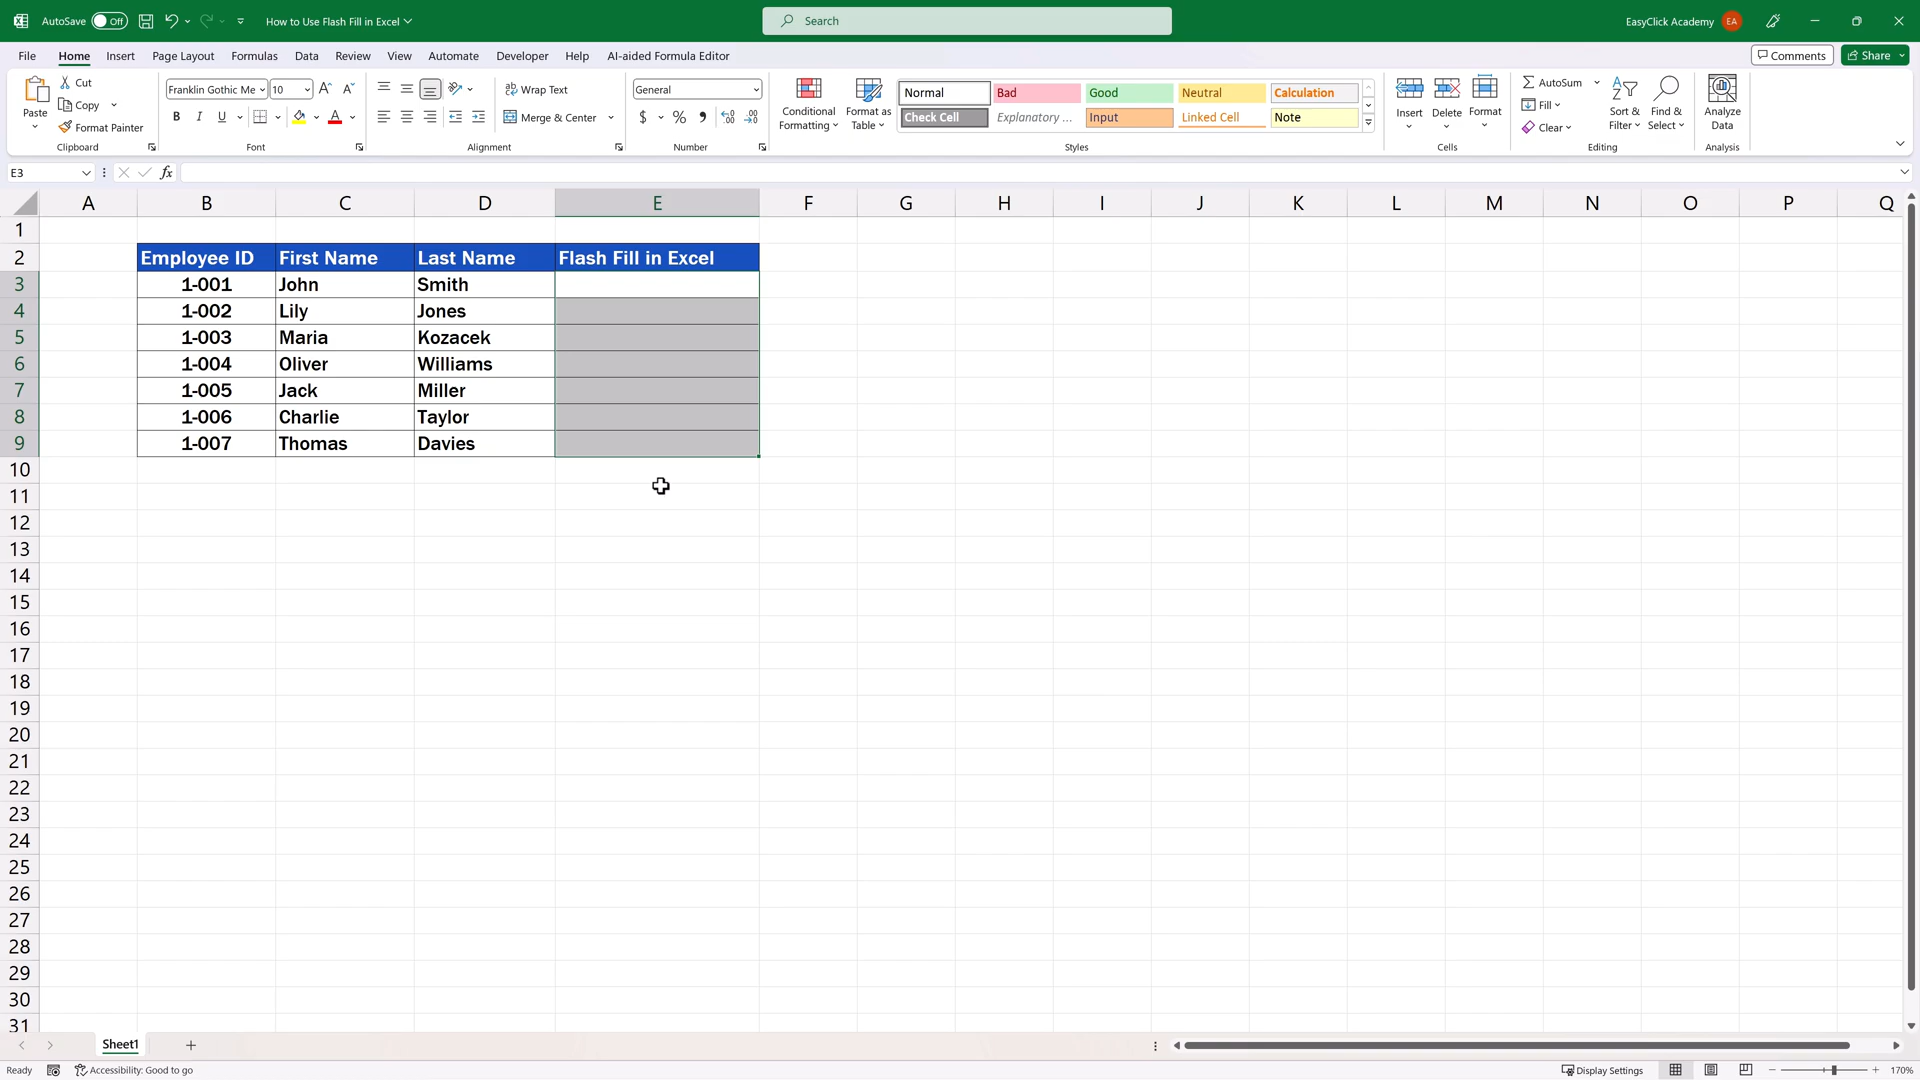 AutoSave Off How to Use Flash Fill in Excel Search EasyClick Academy EA
File Home Insert Page Layout Formulas Data Review View Automate Developer Help AI-aided Formula Editor Comments Share
Paste Cut Copy Format Painter Clipboard
Franklin Gothic Me 10 B I U A Font
Wrap Text Merge & Center Alignment
General $ % Number
Conditional Formatting Format as Table
Normal Bad Good Neutral Calculation
Check Cell Explanatory ... Input Linked Cell Note
Styles
Insert Delete Format Cells
AutoSum Fill Clear Sort & Filter Find & Select Editing
Analyze Data Analysis
E3 fx
A B C D E F G H I J K L M N O P Q
1
2 Employee ID First Name Last Name Flash Fill in Excel
3 1-001 John Smith
4 1-002 Lily Jones
5 1-003 Maria Kozacek
6 1-004 Oliver Williams
7 1-005 Jack Miller
8 1-006 Charlie Taylor
9 1-007 Thomas Davies
10
11
12
13
14
15
16
17
18
19
20
21
22
23
24
25
26
27
28
29
30
31
Sheet1
Ready Accessibility: Good to go Display Settings 170%